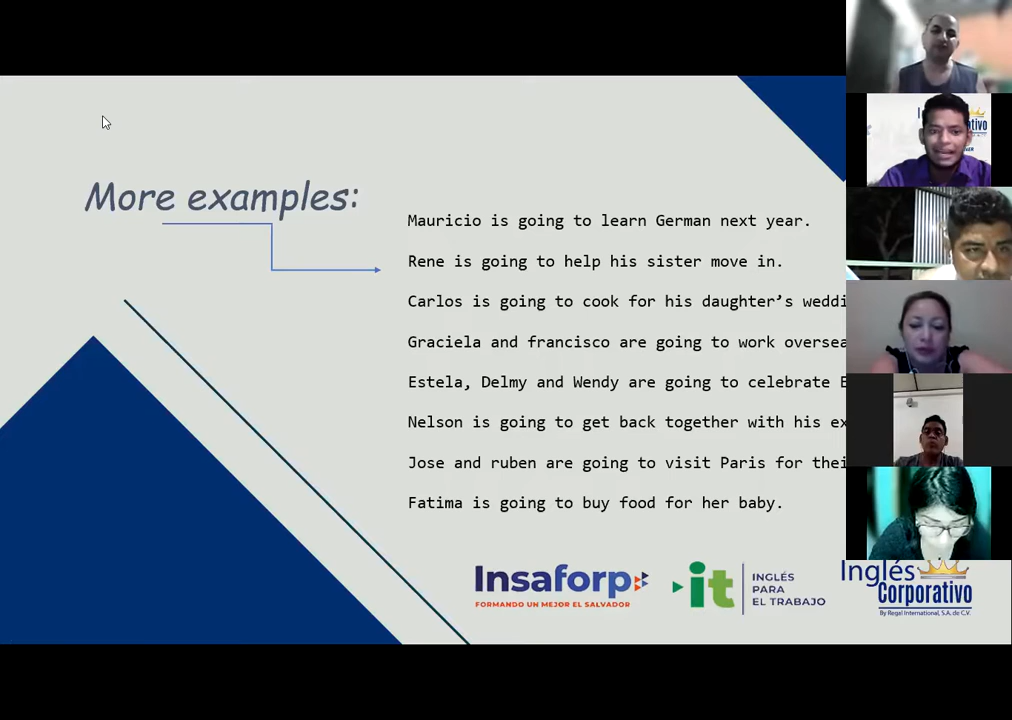 More examples:
Mauricio is going to learn German next year.
Rene is going to help his sister move in.
Carlos is going to cook for his daughter's
Graciela and francisco are going to work
Estela, Delmy and Wendy are going to celebrate
Nelson is going to get back together with his
Jose and ruben are going to visit Paris for
Fatima is going to buy food for her baby.
Insaforp
FORMANDO UN MEJOR EL SALVADOR
it
INGLÉS
PARA
EL TRABAJO
Inglés
Corporativo
By Regal International, S.A. de C.V.